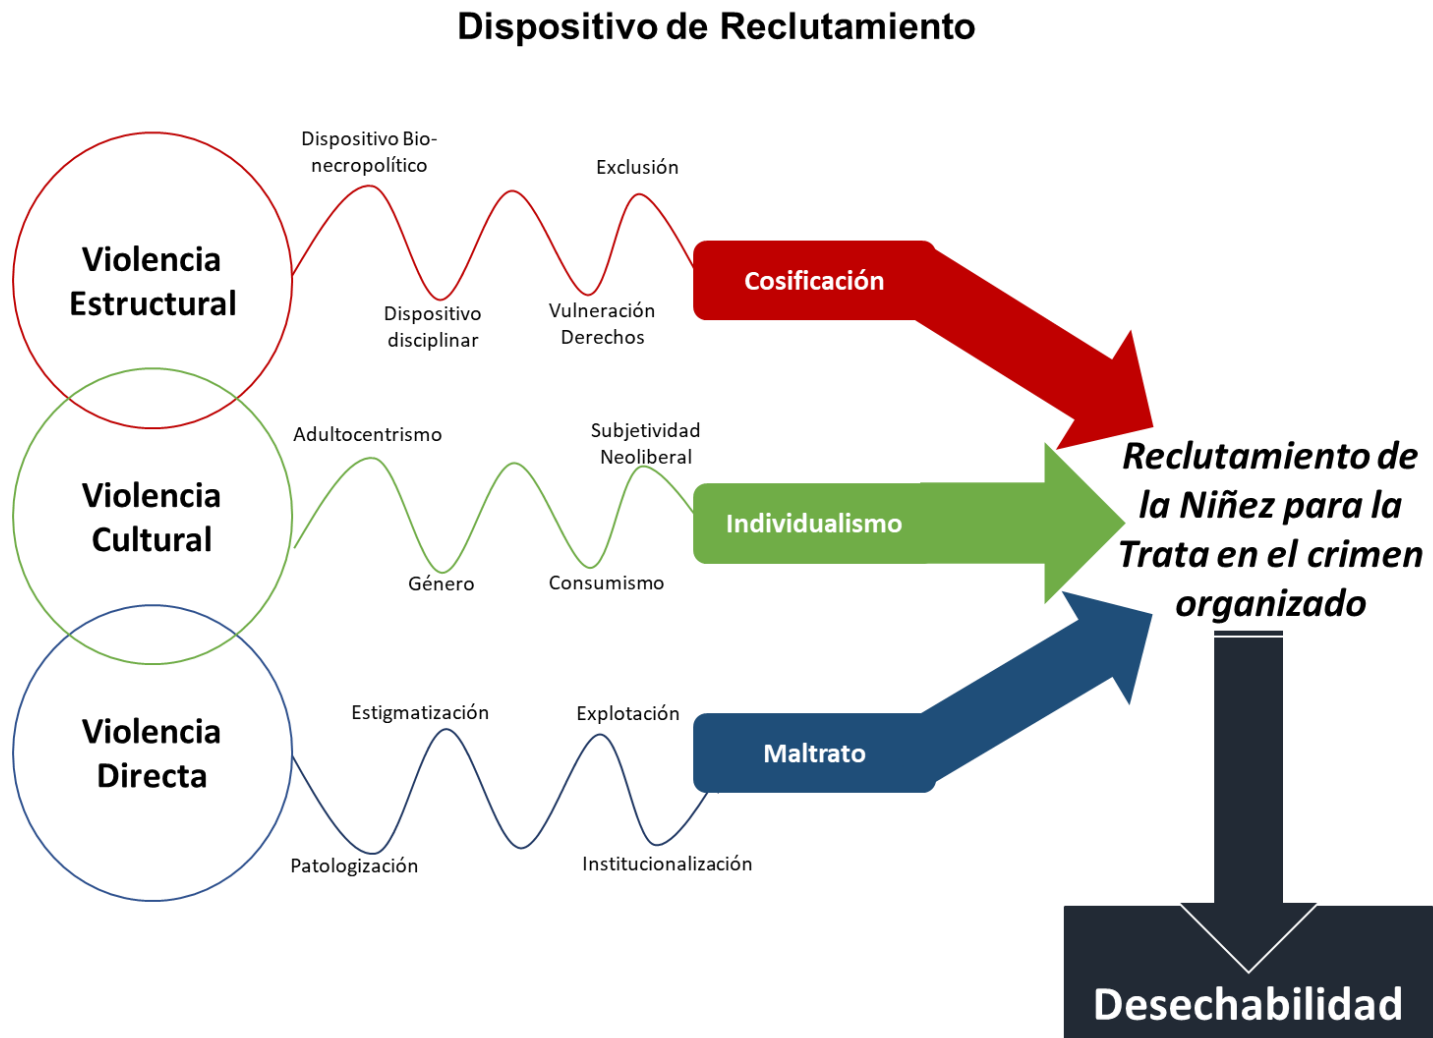 Dispositivo de Reclutamiento
Dispositivo Bio-
necropolítico
Exclusión
Violencia
Estructural
Dispositivo
disciplinar
Vulneración
Derechos
Cosificación
Adultocentrismo
Subjetividad
Neoliberal
Violencia
Cultural
Género
Consumismo
Individualismo
Reclutamiento de
la Niñez para la
Trata en el crimen
organizado
Estigmatización
Explotación
Violencia
Directa
Patologización
Institucionalización
Maltrato
Desechabilidad